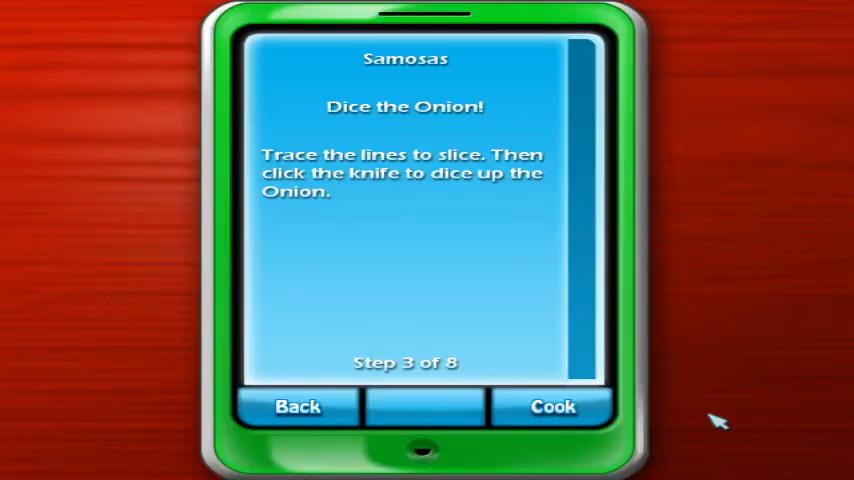 Samosas
Dice the Onion!
Trace the lines to slice. Then
click the knife to dice up the
Onion.
Step 3 of 8
Back
Cook